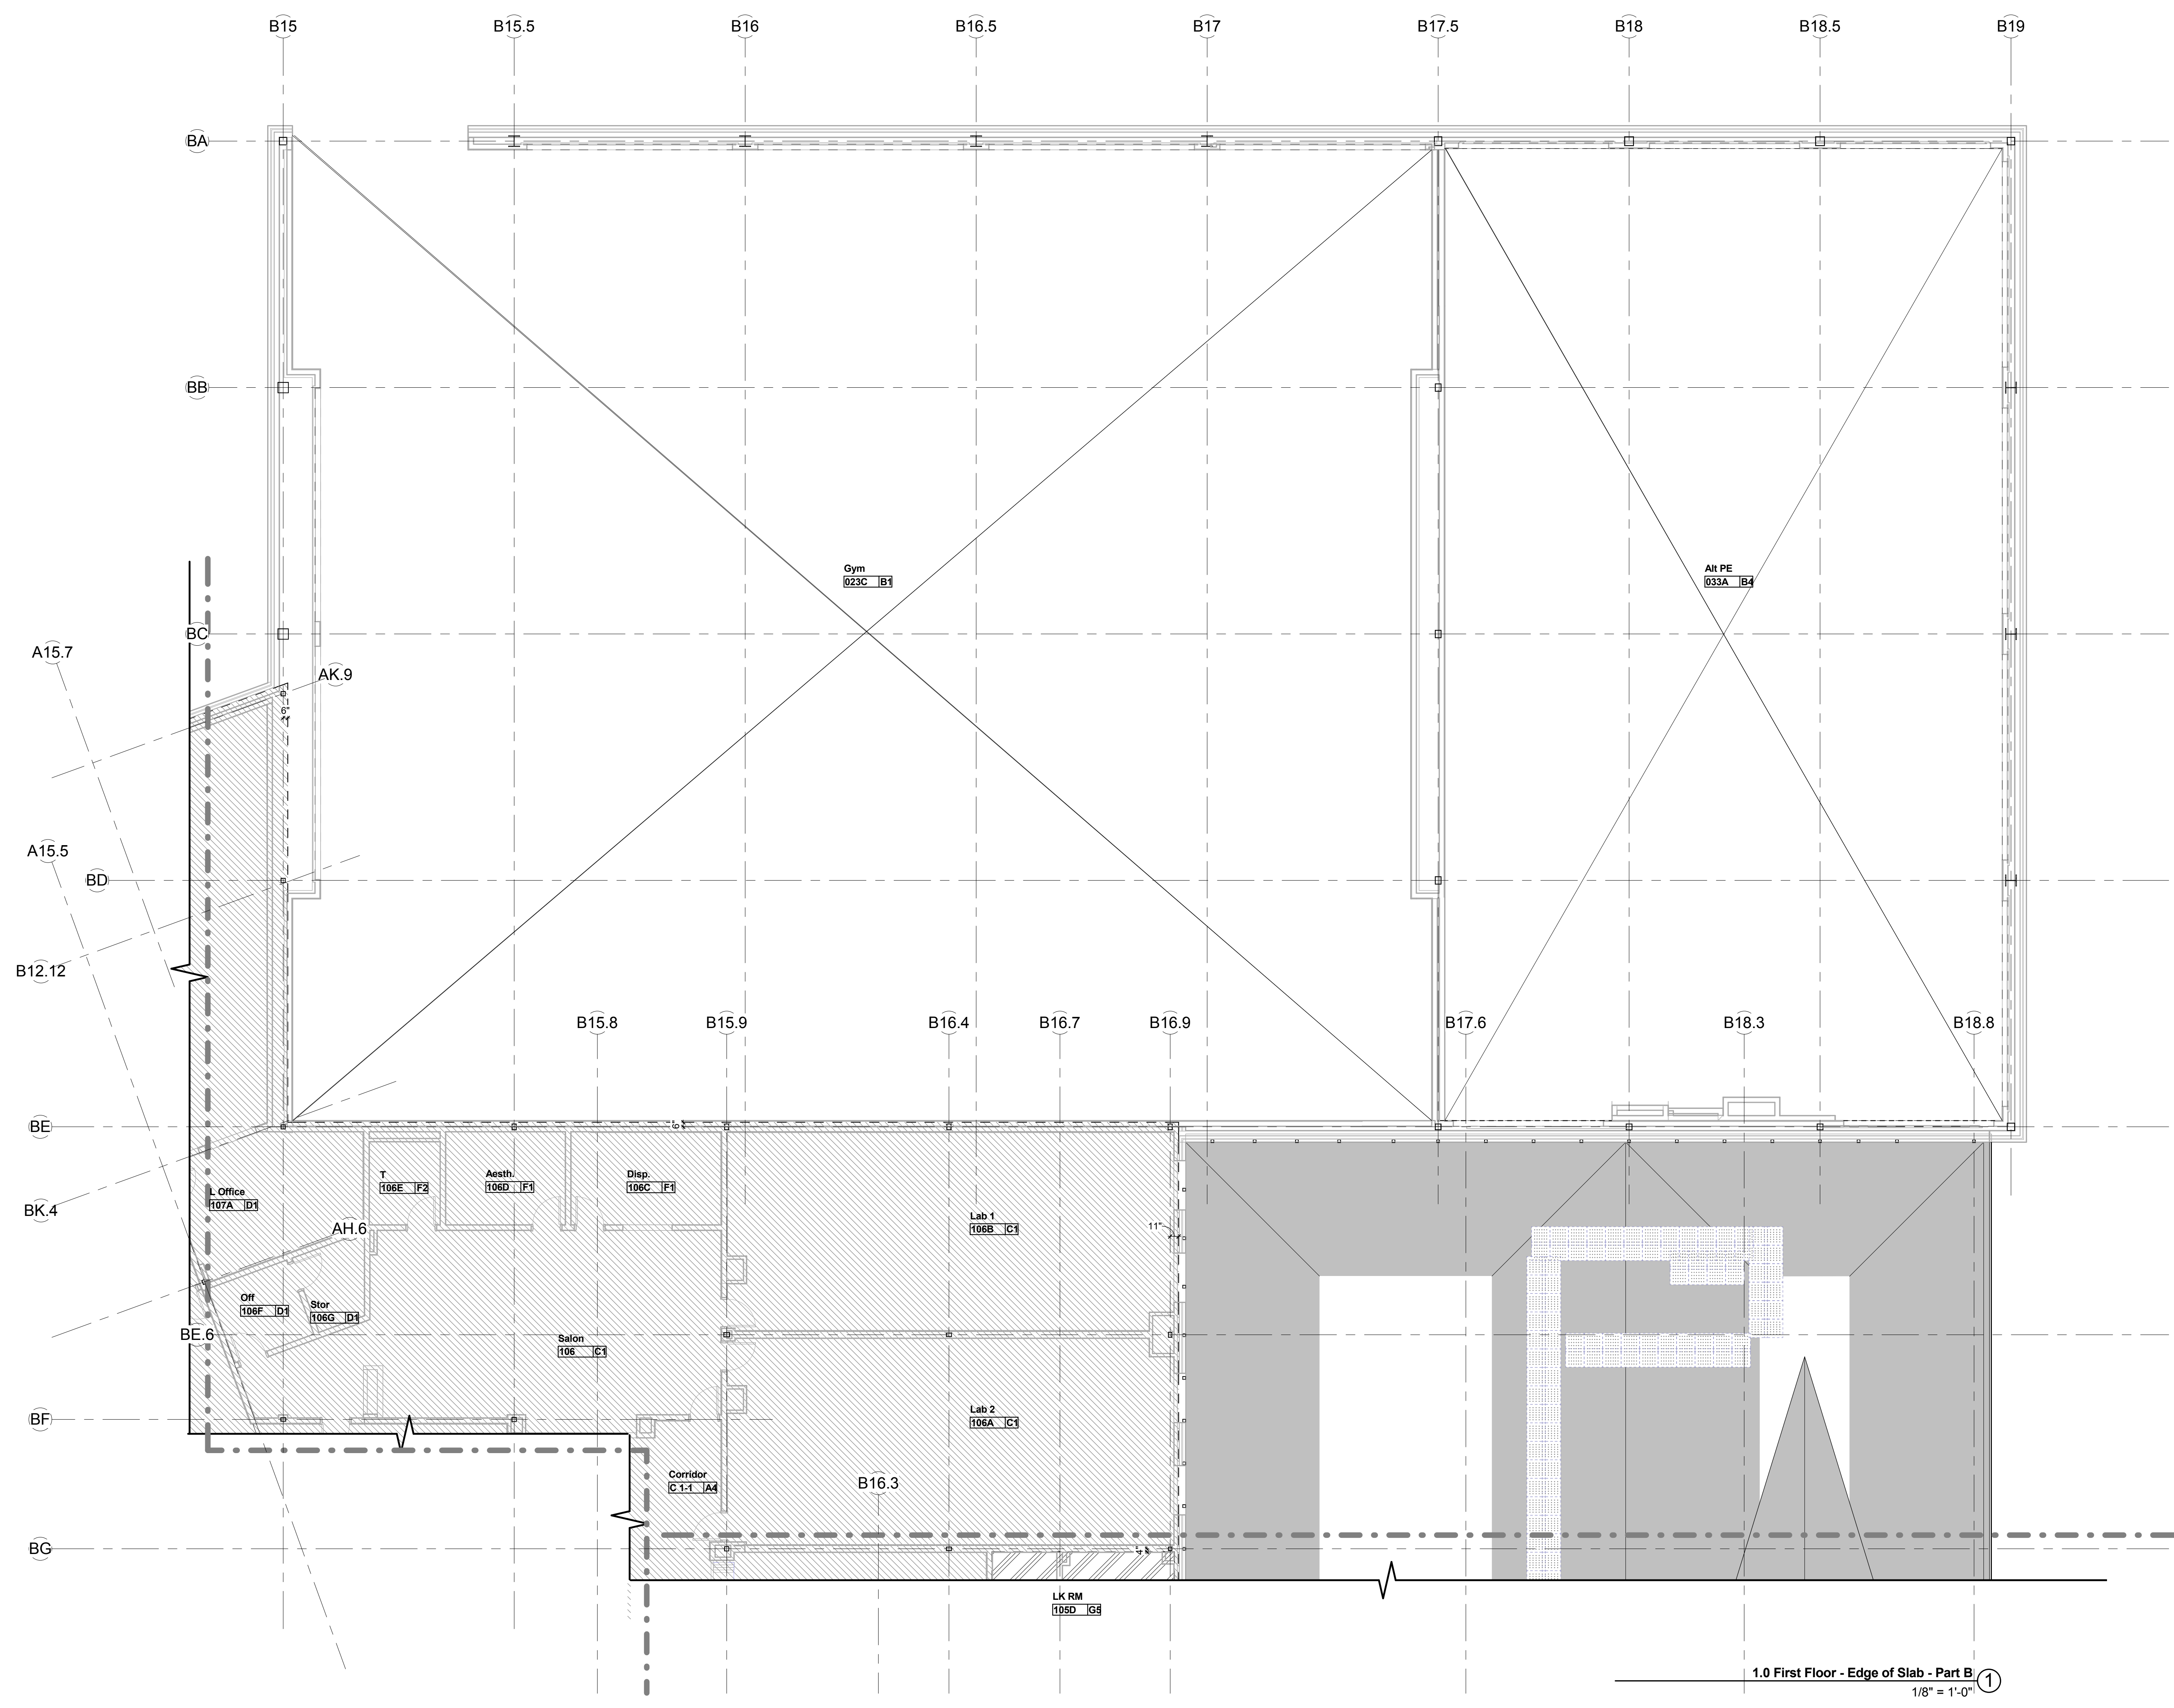 B15 B15.5 B16 B16.5 B17 B17.5 B18 B18.5 B19
BA
BB
Gym
023C B1
Alt PE
033A B4
BC
A15.7
AK.9
6"
A15.5
BD
B12.12
B15.8 B15.9 B16.4 B16.7 B16.9 B17.6 B18.3 B18.8
BE
6"
T
106E F2
Aesth.
106D F1
Disp.
106C F1
L Office
107A D1
BK.4
AH.6
Lab 1
106B C1
11"
Off
106F D1
Stor
106G D1
BE.6
Salon
106 C1
Lab 2
106A C1
BF
Corridor
C 1-1 A4
B16.3
BG
4"
LK RM
105D G5
1.0 First Floor - Edge of Slab - Part B 1
1/8" = 1'-0"